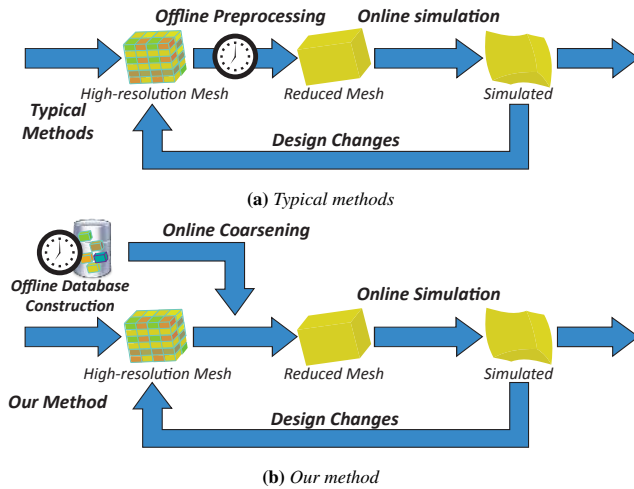 Offline Preprocessing Online simulation
High-resolution Mesh Reduced Mesh Simulated
Typical
Methods
Design Changes
(a) Typical methods
Online Coarsening
Offline Database
Construction
Online Simulation
High-resolution Mesh Reduced Mesh Simulated
Our Method
Design Changes
(b) Our method